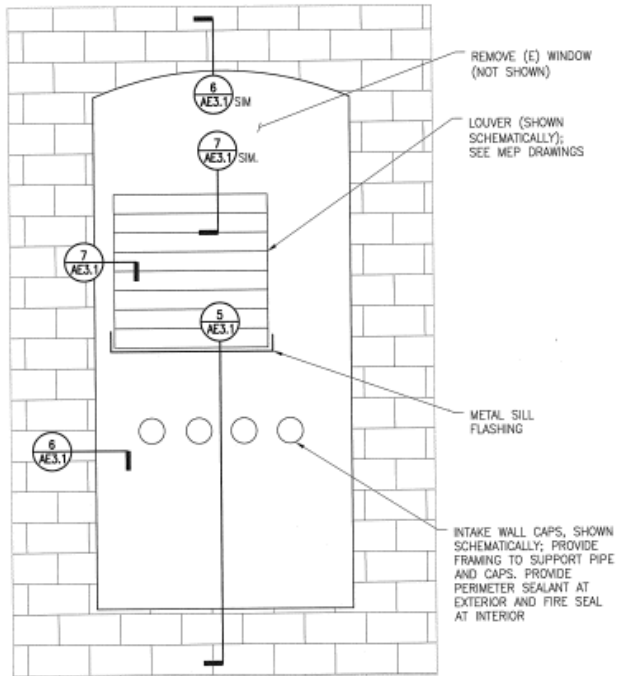 6
AE3.1 SIM
REMOVE (E) WINDOW
(NOT SHOWN)
7
AE3.1 SIM.
LOUVER (SHOWN
SCHEMATICALLY);
SEE MEP DRAWINGS
7
AE3.1
5
AE3.1
METAL SILL
FLASHING
6
AE3.1
INTAKE WALL CAPS, SHOWN
SCHEMATICALLY; PROVIDE
FRAMING TO SUPPORT PIPE
AND CAPS. PROVIDE
PERIMETER SEALANT AT
EXTERIOR AND FIRE SEAL
AT INTERIOR